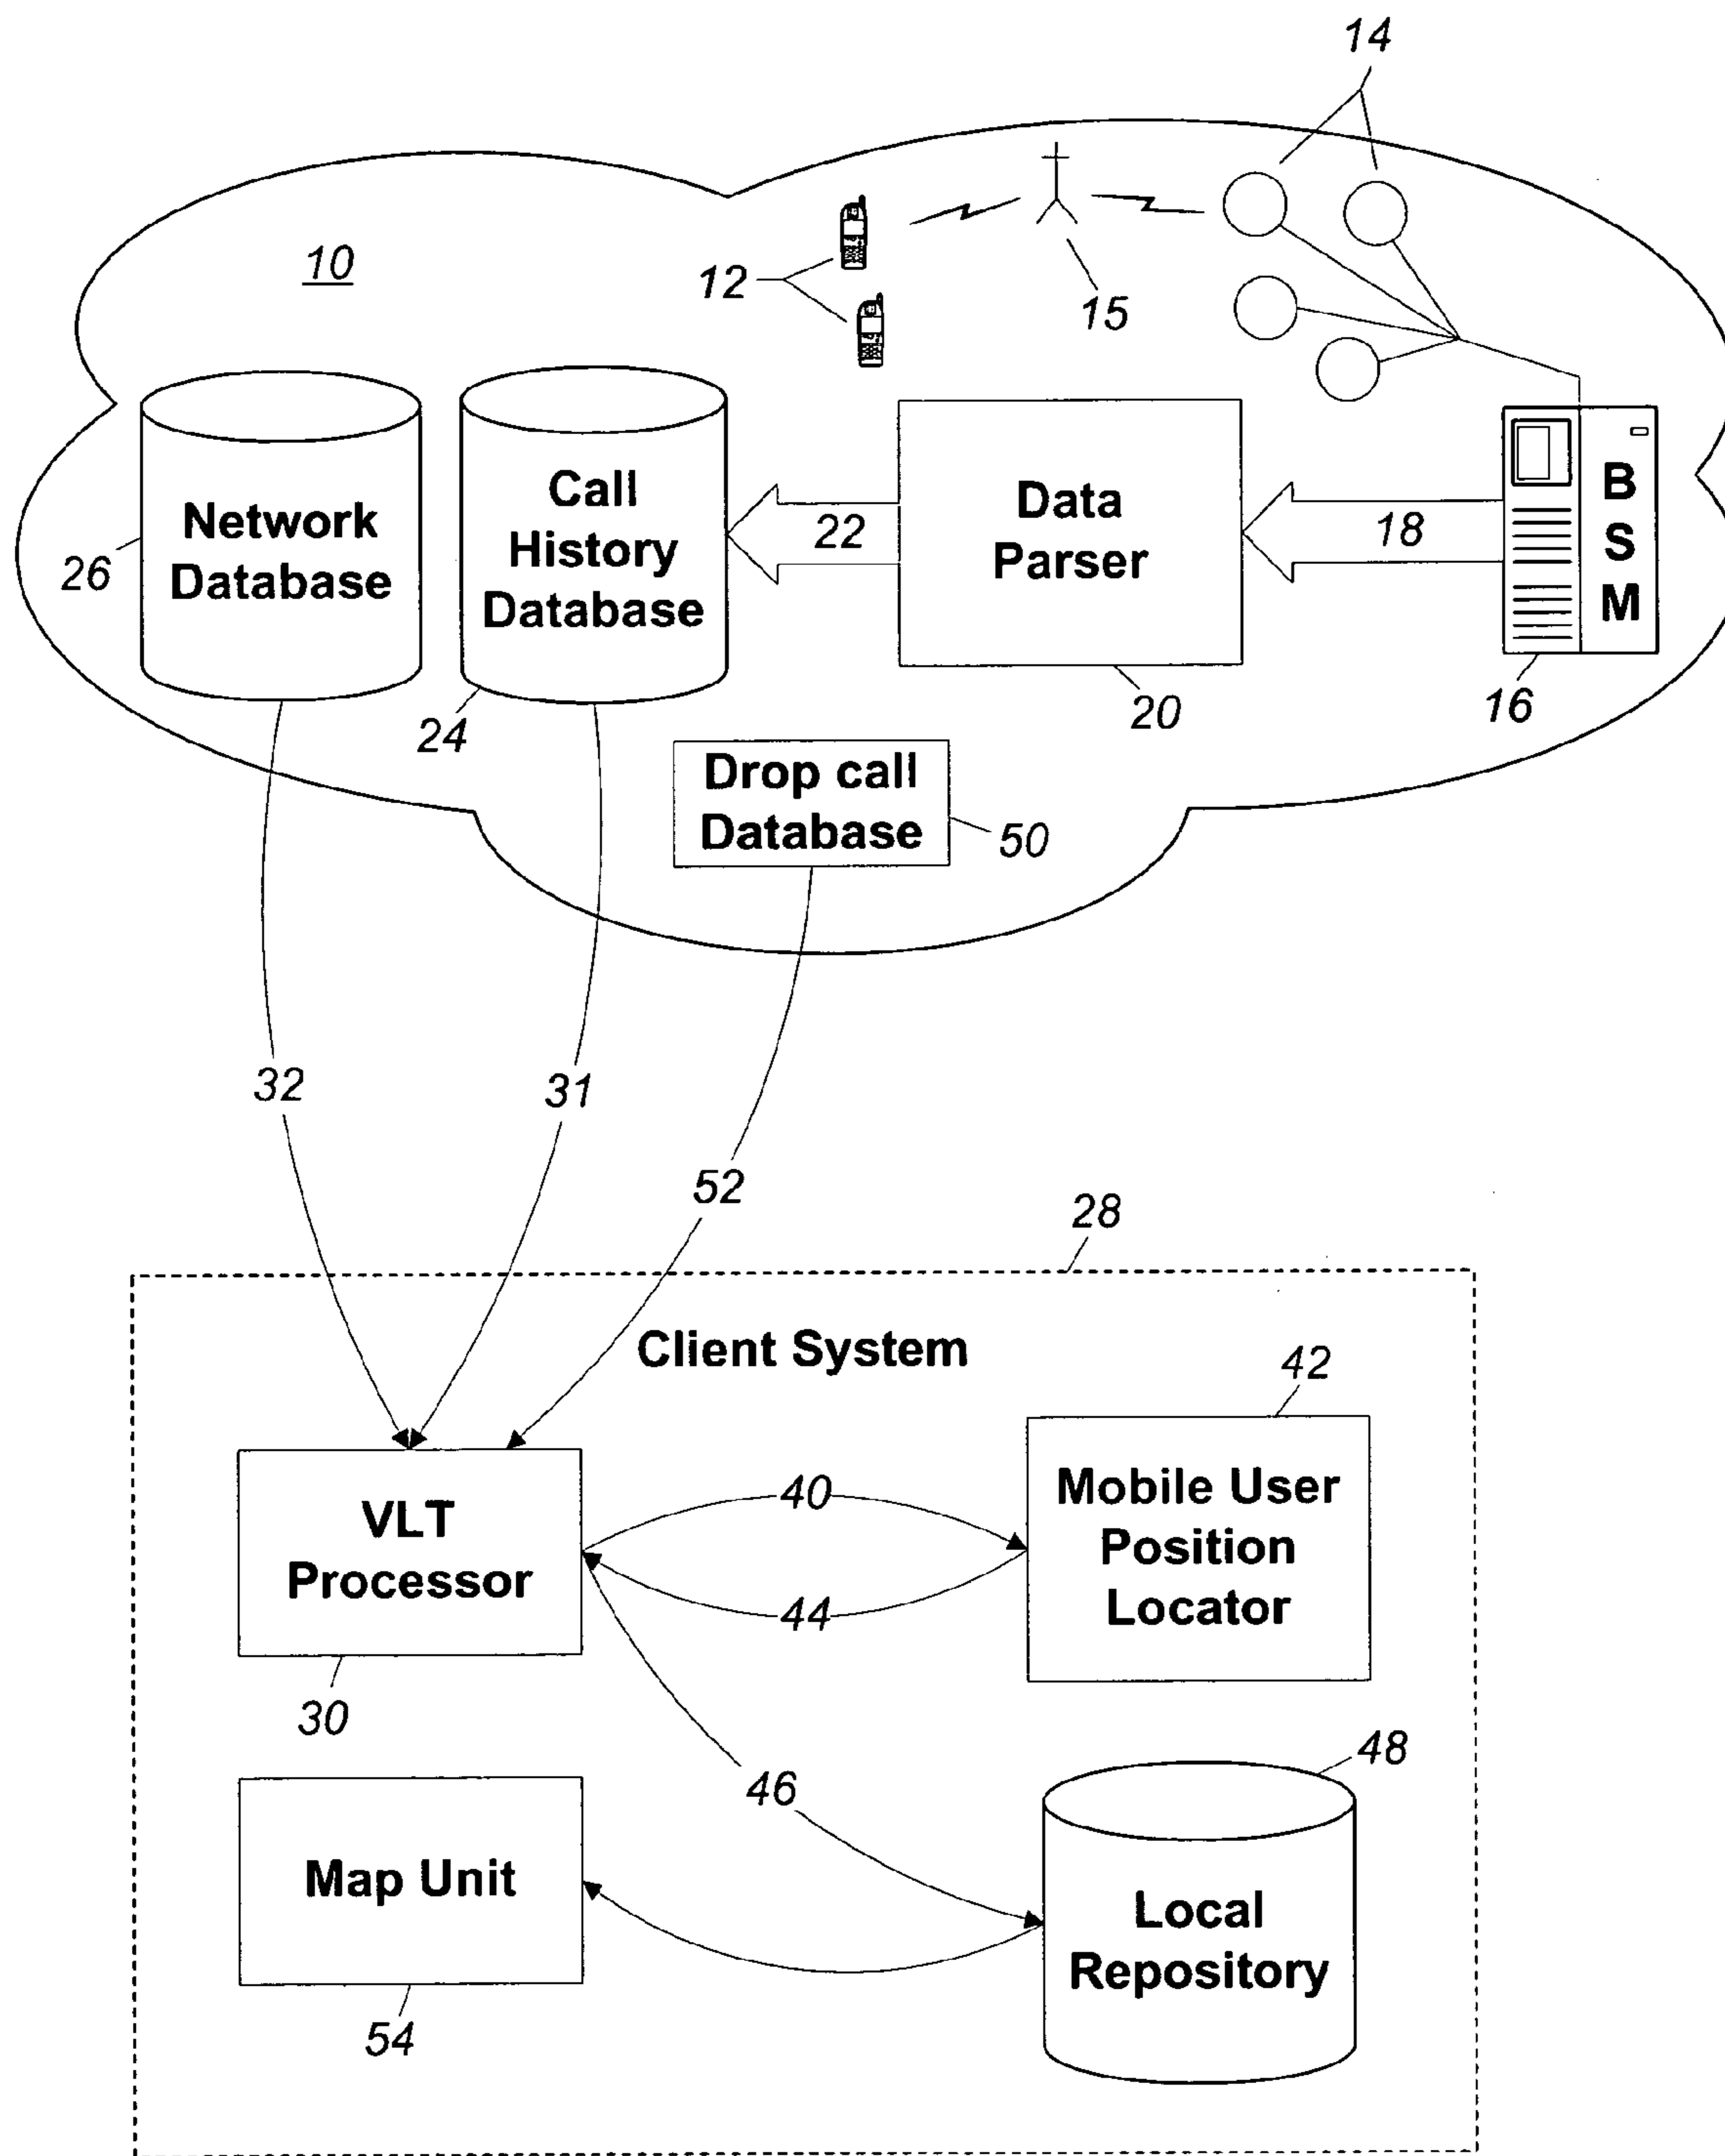 14
10
12
15
Network
Database
26
Call
History
Database
24
22
Data
Parser
20
18
B
S
M
16
Drop call
Database
50
32
31
52
28
Client System
42
VLT
Processor
30
40
44
Mobile User
Position
Locator
46
48
Map Unit
54
Local
Repository